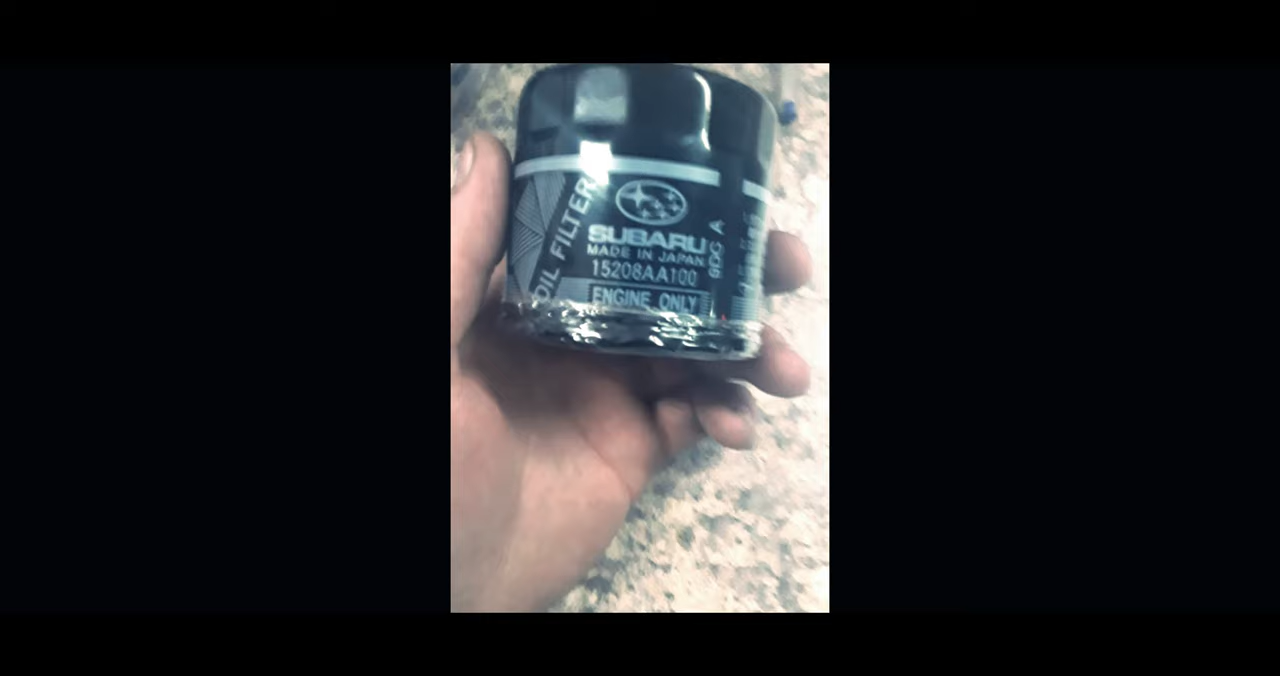 OIL FILTER
SUBARU
MADE IN JAPAN
15208AA100
ENGINE ONLY